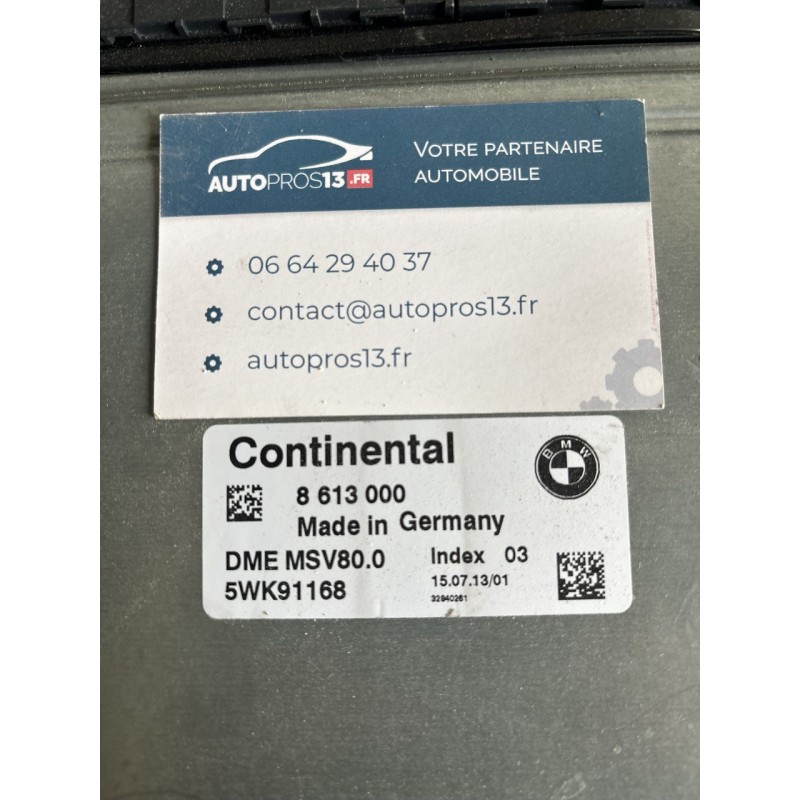 AUTOPROS13.FR
VOTRE PARTENAIRE
AUTOMOBILE
06 64 29 40 37
contact@autopros13.fr
autopros13.fr
Continental
BMW
8 613 000
Made in Germany
DME MSV80.0 Index 03
5WK91168 15.07.13/01
32940261